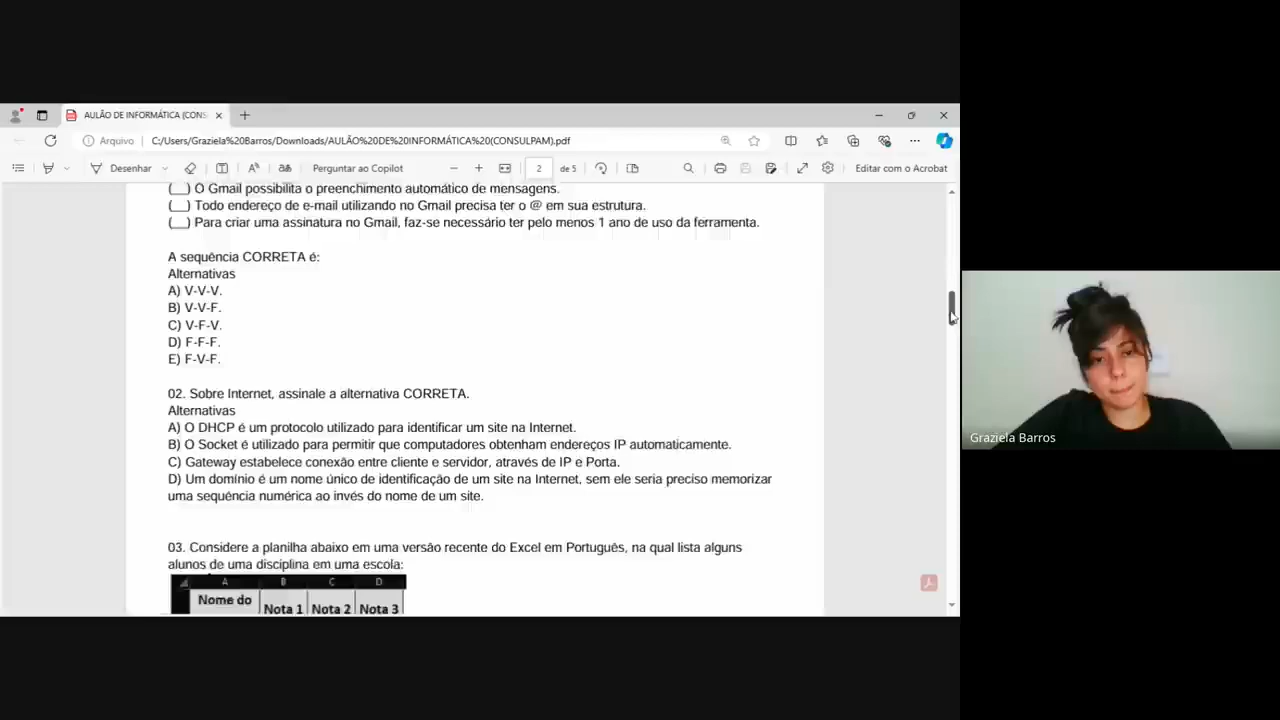 AULÃO DE INFORMÁTICA (CONS
Arquivo C:/Users/Graziela%20Barros/Downloads/AULÃO%20DE%20INFORMÁTICA%20(CONSULPAM).pdf
Desenhar
Perguntar ao Copilot
2 de 5
Editar com o Acrobat
(__) O Gmail possibilita o preenchimento automático de mensagens.
(__) Todo endereço de e-mail utilizando no Gmail precisa ter o @ em sua estrutura.
(__) Para criar uma assinatura no Gmail, faz-se necessário ter pelo menos 1 ano de uso da ferramenta.
A sequência CORRETA é:
Alternativas
A) V-V-V.
B) V-V-F.
C) V-F-V.
D) F-F-F.
E) F-V-F.
02. Sobre Internet, assinale a alternativa CORRETA.
Alternativas
A) O DHCP é um protocolo utilizado para identificar um site na Internet.
B) O Socket é utilizado para permitir que computadores obtenham endereços IP automaticamente.
C) Gateway estabelece conexão entre cliente e servidor, através de IP e Porta.
D) Um domínio é um nome único de identificação de um site na Internet, sem ele seria preciso memorizar
uma sequência numérica ao invés do nome de um site.
03. Considere a planilha abaixo em uma versão recente do Excel em Português, na qual lista alguns
alunos de uma disciplina em uma escola:
A B C D
Nome do
Nota 1 Nota 2 Nota 3
Graziela Barros